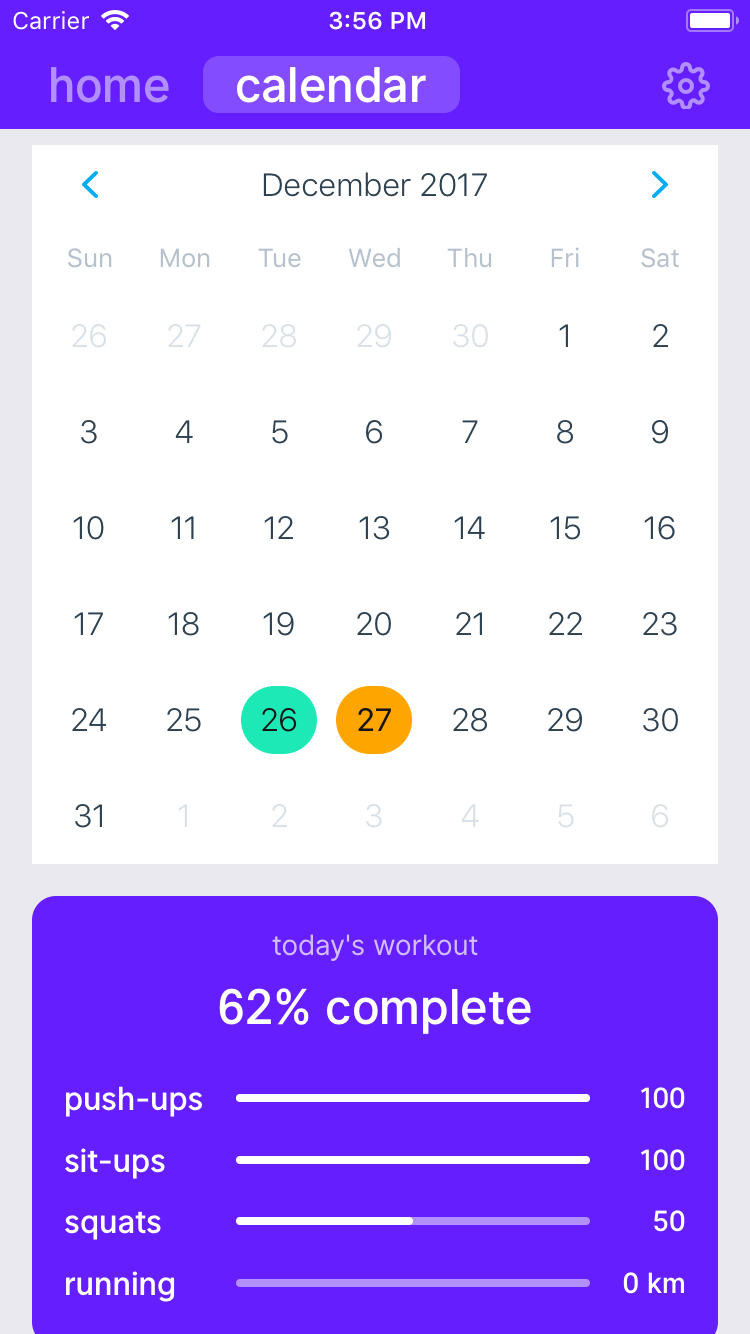 Carrier 3:56 PM
home calendar
December 2017
Sun Mon Tue Wed Thu Fri Sat
26 27 28 29 30 1 2
3 4 5 6 7 8 9
10 11 12 13 14 15 16
17 18 19 20 21 22 23
24 25 26 27 28 29 30
31 1 2 3 4 5 6
today's workout
62% complete
push-ups 100
sit-ups 100
squats 50
running 0 km